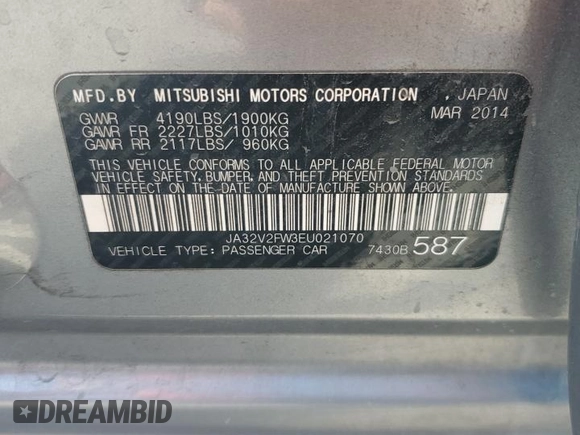 MFD. BY MITSUBISHI MOTORS CORPORATION , JAPAN
GVWR 4190LBS/1900KG MAR 2014
GAWR FR 2227LBS/1010KG
GAWR RR 2117LBS/ 960KG
THIS VEHICLE CONFORMS TO ALL APPLICABLE FEDERAL MOTOR
VEHICLE SAFETY, BUMPER, AND THEFT PREVENTION STANDARDS
IN EFFECT ON THE DATE OF MANUFACTURE SHOWN ABOVE.
JA32V2FW3EU021070
VEHICLE TYPE: PASSENGER CAR 7430B 587
DREAMBID